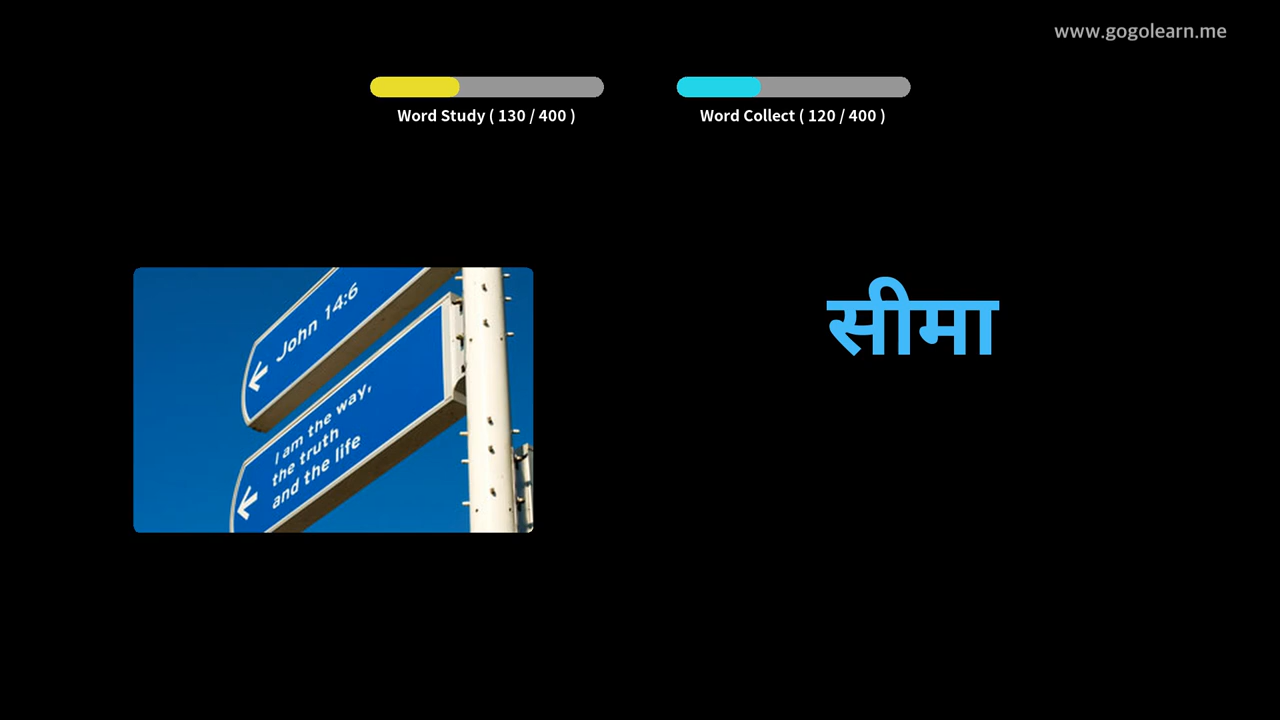 www.gogolearn.me
Word Study ( 130 / 400 )
Word Collect ( 120 / 400 )
John 14:6
I am the way,
the truth
and the life
सीमा